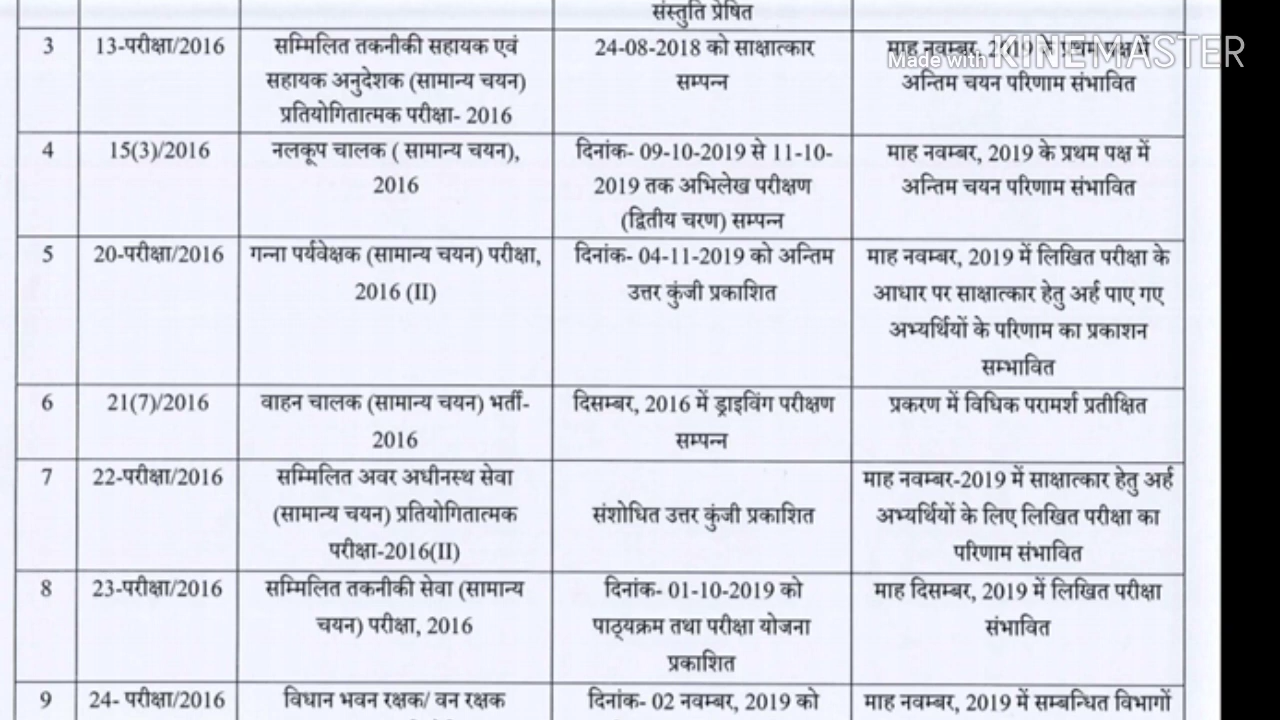 संस्तुति प्रेषित
3 13-परीक्षा/2016 सम्मिलित तकनीकी सहायक एवं 24-08-2018 को साक्षात्कार माह नवम्बर, 2019 के प्रथम पक्ष में
Made with KINEMASTER
सहायक अनुदेशक (सामान्य चयन) सम्पन्न अन्तिम चयन परिणाम संभावित
प्रतियोगितात्मक परीक्षा- 2016
4 15(3)/2016 नलकूप चालक ( सामान्य चयन), दिनांक- 09-10-2019 से 11-10- माह नवम्बर, 2019 के प्रथम पक्ष में
2016 2019 तक अभिलेख परीक्षण अन्तिम चयन परिणाम संभावित
(द्वितीय चरण) सम्पन्न
5 20-परीक्षा/2016 गन्ना पर्यवेक्षक (सामान्य चयन) परीक्षा, दिनांक- 04-11-2019 को अन्तिम माह नवम्बर, 2019 में लिखित परीक्षा के
2016 (II) उत्तर कुंजी प्रकाशित आधार पर साक्षात्कार हेतु अर्ह पाए गए
अभ्यर्थियों के परिणाम का प्रकाशन
सम्भावित
6 21(7)/2016 वाहन चालक (सामान्य चयन) भर्ती- दिसम्बर, 2016 में ड्राइविंग परीक्षण प्रकरण में विधिक परामर्श प्रतीक्षित
2016 सम्पन्न
7 22-परीक्षा/2016 सम्मिलित अवर अधीनस्थ सेवा माह नवम्बर-2019 में साक्षात्कार हेतु अर्ह
(सामान्य चयन) प्रतियोगितात्मक संशोधित उत्तर कुंजी प्रकाशित अभ्यर्थियों के लिए लिखित परीक्षा का
परीक्षा-2016(II) परिणाम संभावित
8 23-परीक्षा/2016 सम्मिलित तकनीकी सेवा (सामान्य दिनांक- 01-10-2019 को माह दिसम्बर, 2019 में लिखित परीक्षा
चयन) परीक्षा, 2016 पाठ्यक्रम तथा परीक्षा योजना संभावित
प्रकाशित
9 24- परीक्षा/2016 विधान भवन रक्षक/ वन रक्षक दिनांक- 02 नवम्बर, 2019 को माह नवम्बर, 2019 में सम्बन्धित विभागों